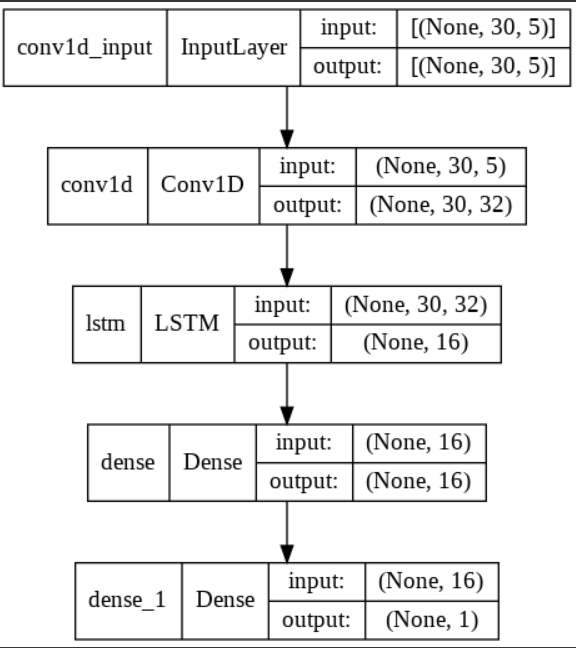 conv1d_input InputLayer input: [(None, 30, 5)]
output: [(None, 30, 5)]
conv1d Conv1D input: (None, 30, 5)
output: (None, 30, 32)
lstm LSTM input: (None, 30, 32)
output: (None, 16)
dense Dense input: (None, 16)
output: (None, 16)
dense_1 Dense input: (None, 16)
output: (None, 1)